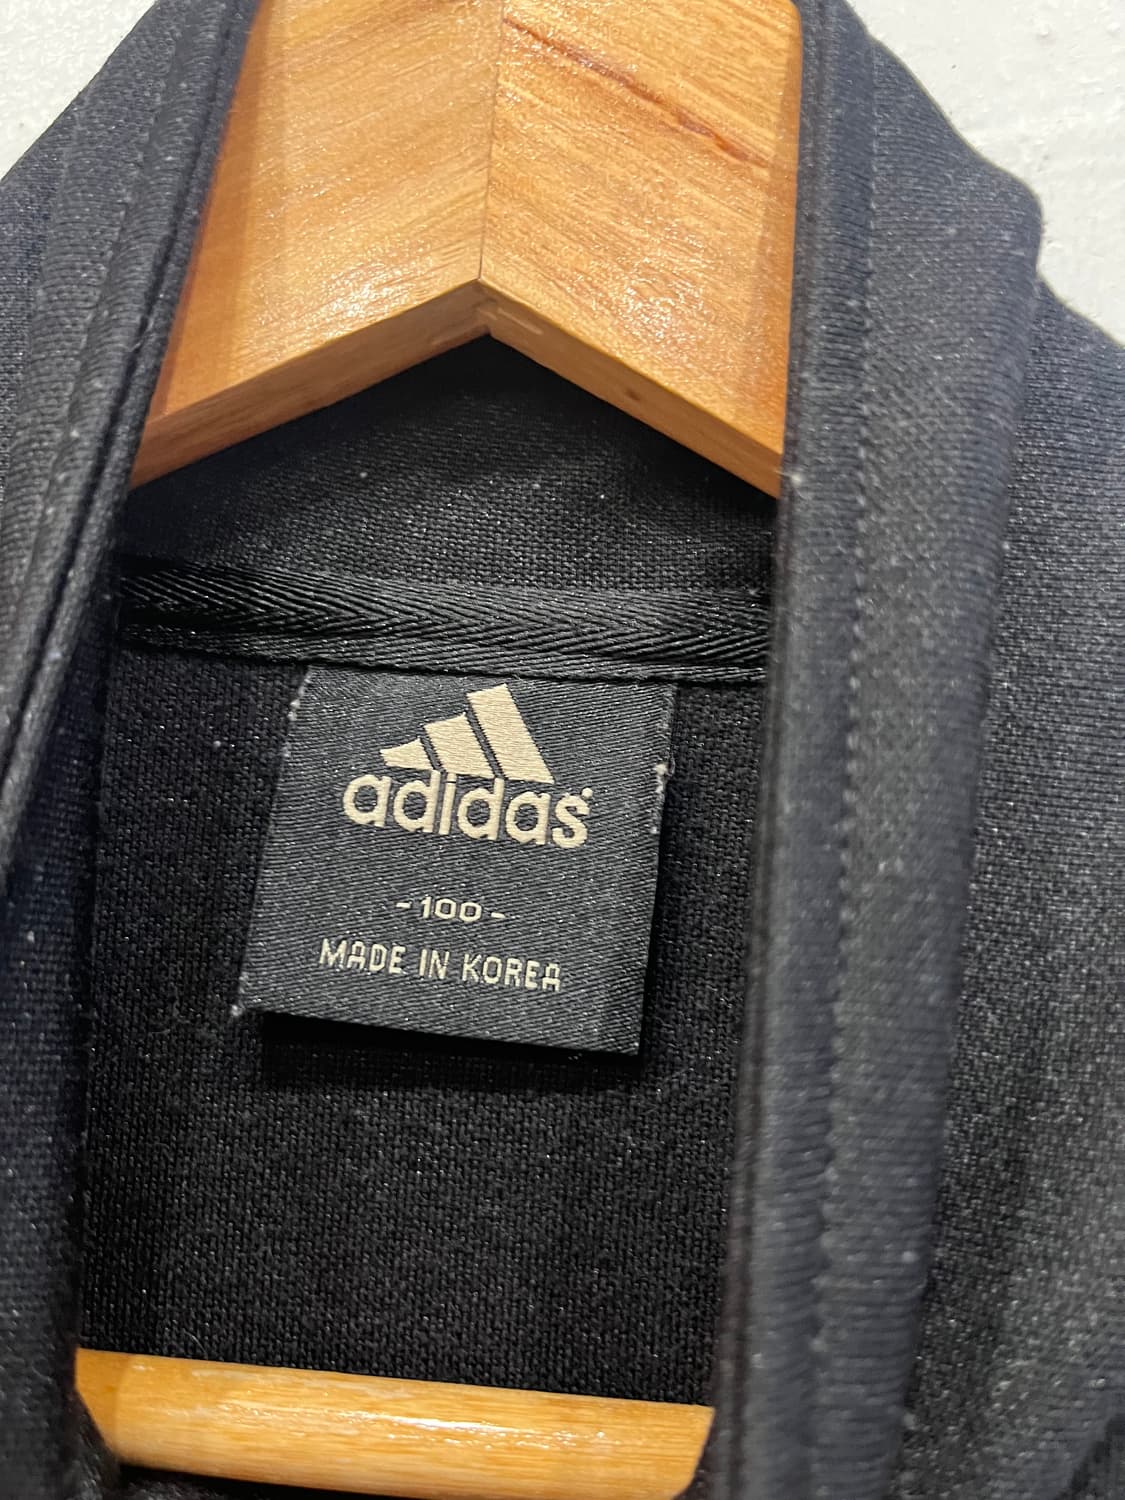 adidas
-100-
MADE IN KOREA